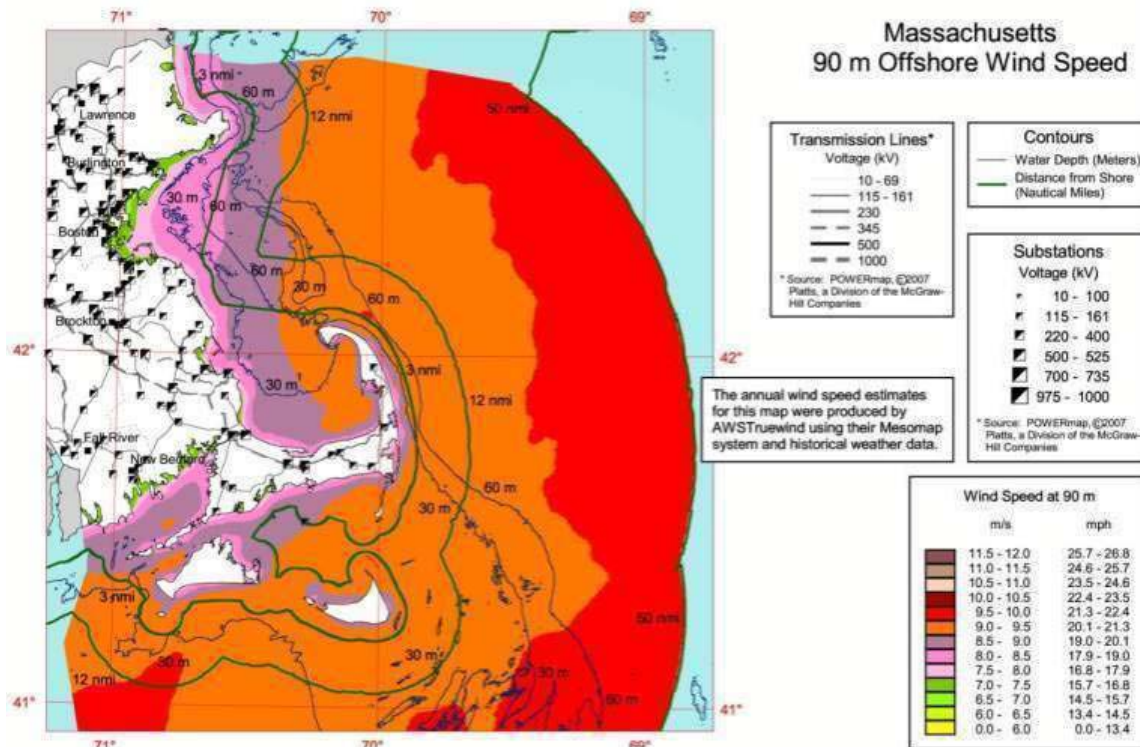 71°
70°
69°
Massachusetts
90 m Offshore Wind Speed
3 nmi
60 m
12 nmi
50 nmi
Lawrence
Burlington
30 m
60 m
Boston
60 m
30 m
60 m
Brockton
42°
42°
3 nmi
30 m
12 nmi
Fall River
New Bedford
60 m
30 m
3 nmi
50 nmi
30 m
30 m
30 m
12 nmi
60 m
41°
41°
71°
70°
69°
Transmission Lines*
Voltage (kV)
10 - 69
115 - 161
230
345
500
1000
* Source: POWERmap, ©2007
Platts, a Division of the McGraw-
Hill Companies
Contours
Water Depth (Meters)
Distance from Shore
(Nautical Miles)
Substations
Voltage (kV)
10 - 100
115 - 161
220 - 400
500 - 525
700 - 735
975 - 1000
* Source: POWERmap, ©2007
Platts, a Division of the McGraw-
Hill Companies
The annual wind speed estimates
for this map were produced by
AWSTruewind using their Mesomap
system and historical weather data.
Wind Speed at 90 m
m/s mph
11.5 - 12.0 25.7 - 26.8
11.0 - 11.5 24.6 - 25.7
10.5 - 11.0 23.5 - 24.6
10.0 - 10.5 22.4 - 23.5
9.5 - 10.0 21.3 - 22.4
9.0 - 9.5 20.1 - 21.3
8.5 - 9.0 19.0 - 20.1
8.0 - 8.5 17.9 - 19.0
7.5 - 8.0 16.8 - 17.9
7.0 - 7.5 15.7 - 16.8
6.5 - 7.0 14.5 - 15.7
6.0 - 6.5 13.4 - 14.5
0.0 - 6.0 0.0 - 13.4